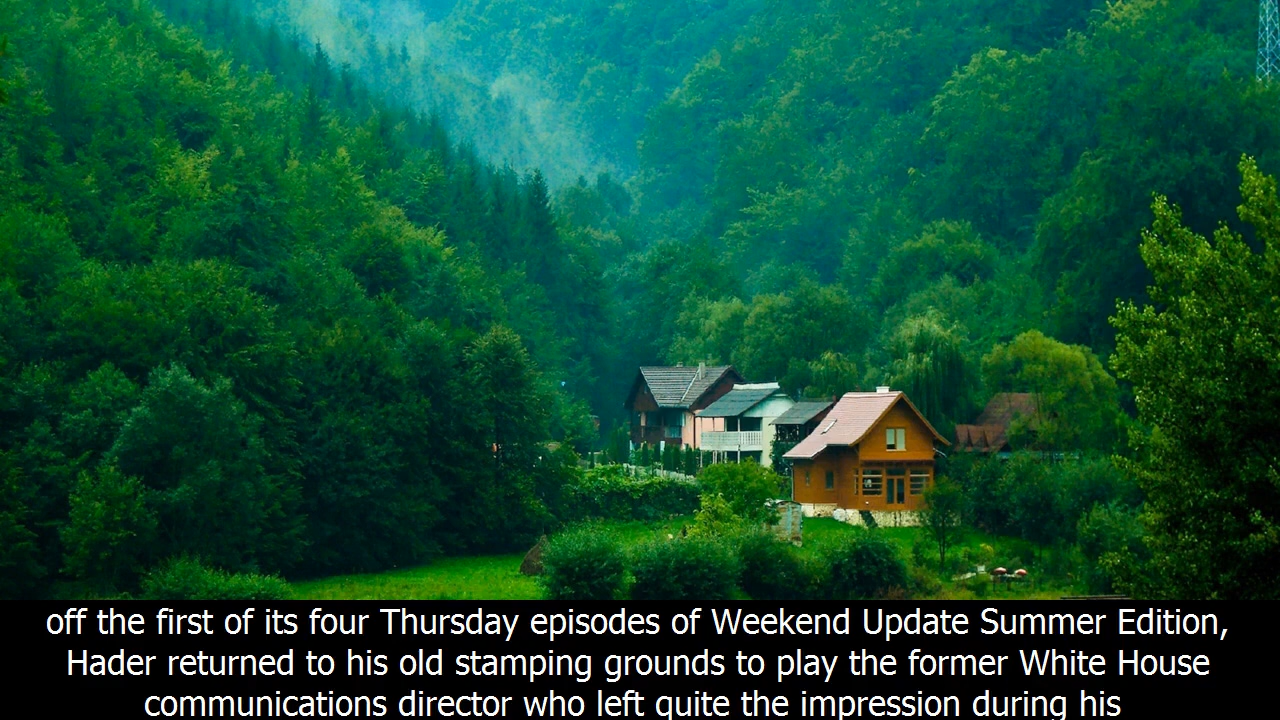 off the first of its four Thursday episodes of Weekend Update Summer Edition,
Hader returned to his old stamping grounds to play the former White House
communications director who left quite the impression during his